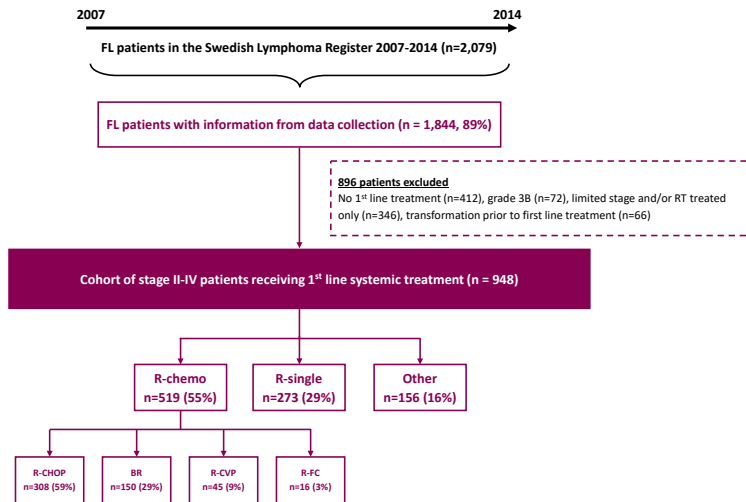 2007 2014
FL patients in the Swedish Lymphoma Register 2007-2014 (n=2,079)
FL patients with information from data collection (n = 1,844, 89%)
896 patients excluded
No 1st line treatment (n=412), grade 3B (n=72), limited stage and/or RT treated
only (n=346), transformation prior to first line treatment (n=66)
Cohort of stage II-IV patients receiving 1st line systemic treatment (n = 948)
R-chemo
n=519 (55%)
R-single
n=273 (29%)
Other
n=156 (16%)
R-CHOP
n=308 (59%)
BR
n=150 (29%)
R-CVP
n=45 (9%)
R-FC
n=16 (3%)